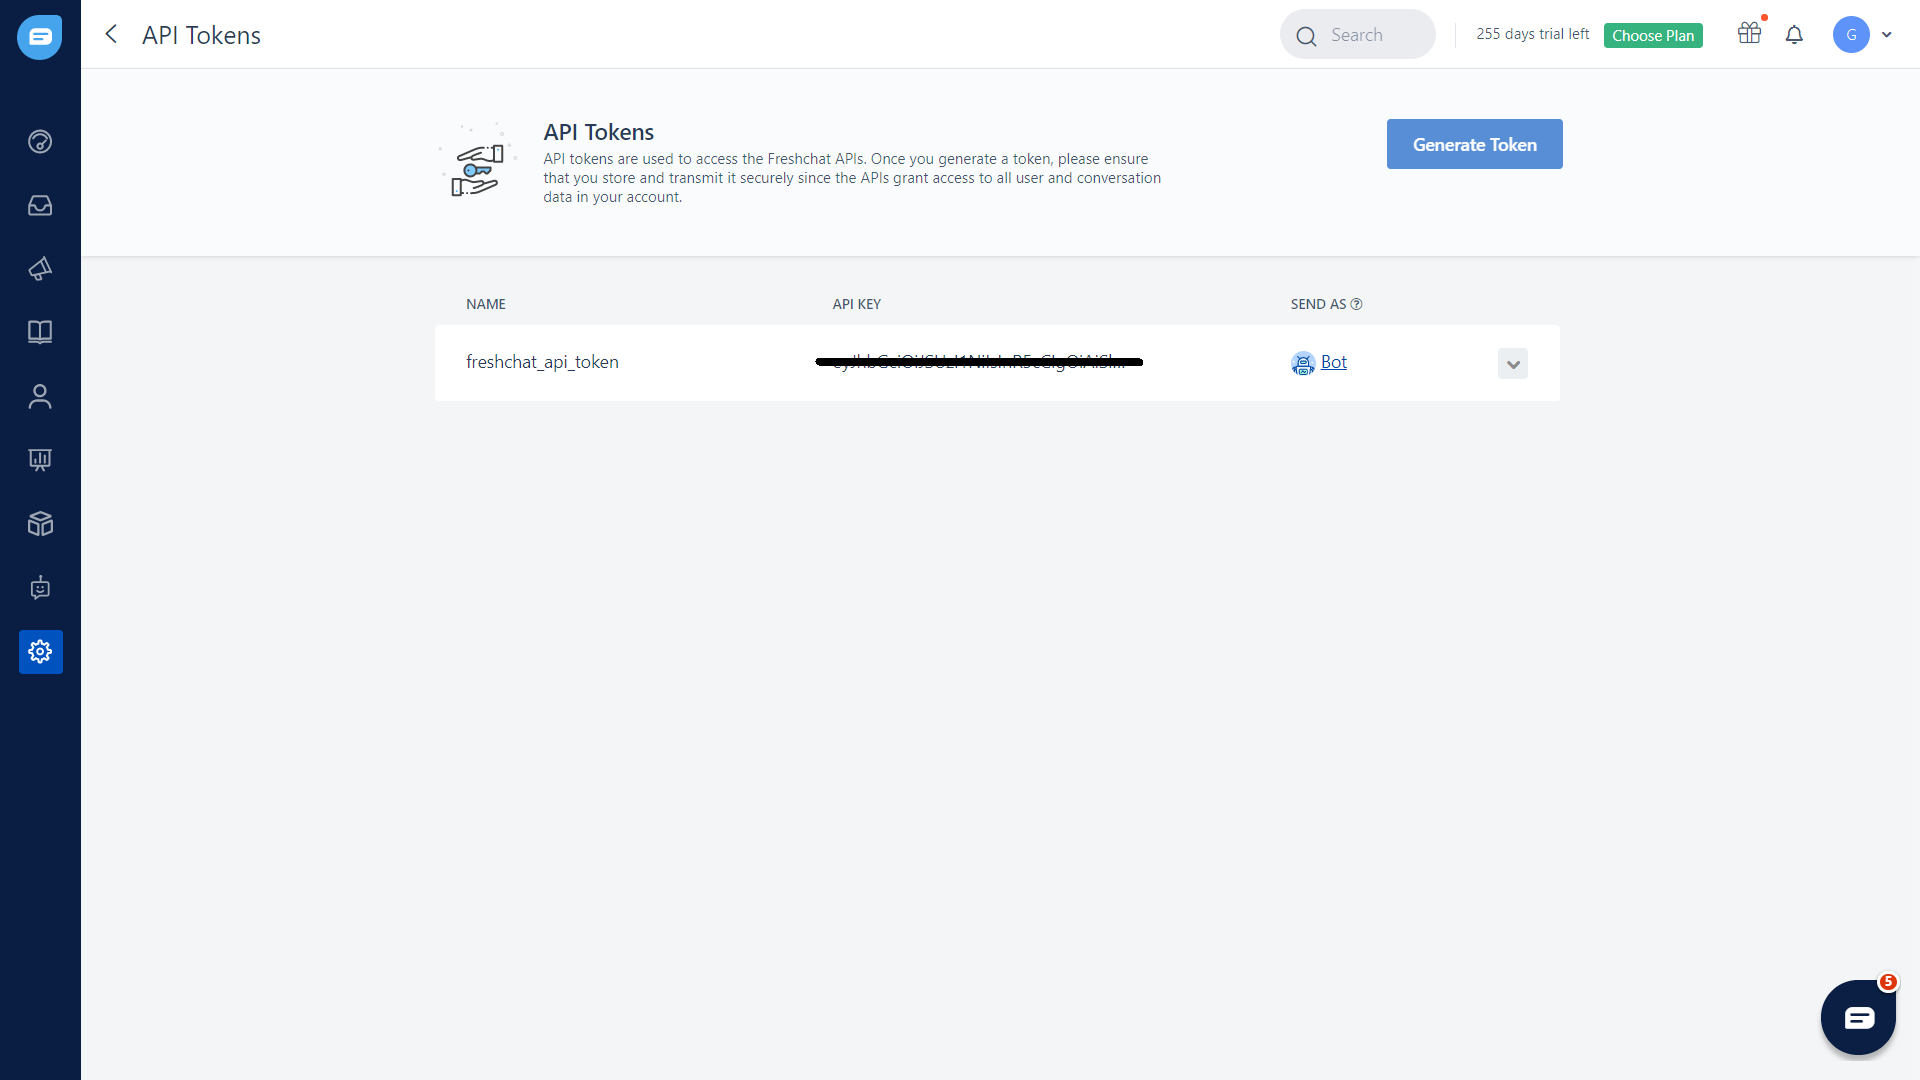 API Tokens
Search
255 days trial left
Choose Plan
G
API Tokens
API tokens are used to access the Freshchat APIs. Once you generate a token, please ensure
that you store and transmit it securely since the APIs grant access to all user and conversation
data in your account.
Generate Token
NAME
API KEY
SEND AS
freshchat_api_token
Bot
5